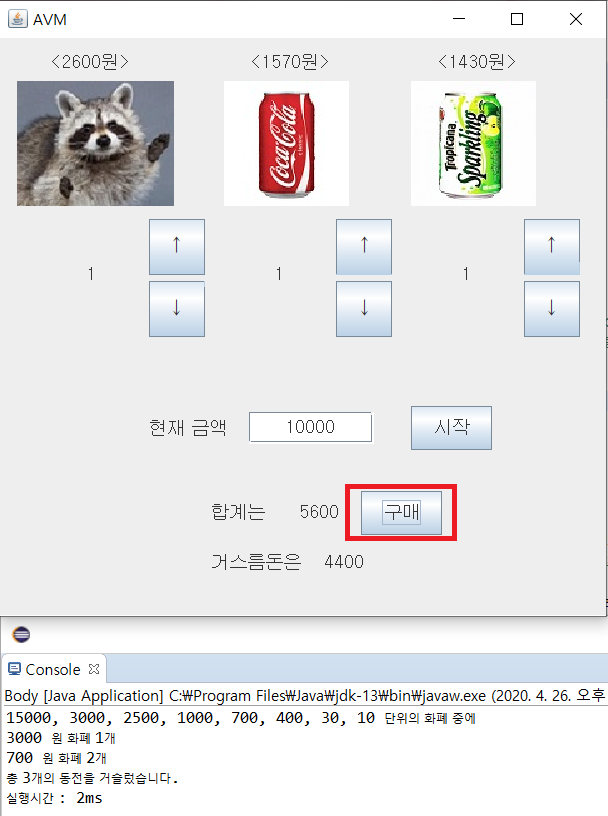 AVM
<2600원> <1570원> <1430원>
Coca-Cola
Tropicana
Sparkling
↑ ↑ ↑
1 1 1
↓ ↓ ↓
현재 금액 10000 시작
합계는 5600 구매
거스름돈은 4400
Console
Body [Java Application] C:₩Program Files₩Java₩jdk-13₩bin₩javaw.exe (2020. 4. 26. 오후
15000, 3000, 2500, 1000, 700, 400, 30, 10 단위의 화폐 중에
3000 원 화폐 1개
700 원 화폐 2개
총 3개의 동전을 거슬렀습니다.
실행시간 : 2ms